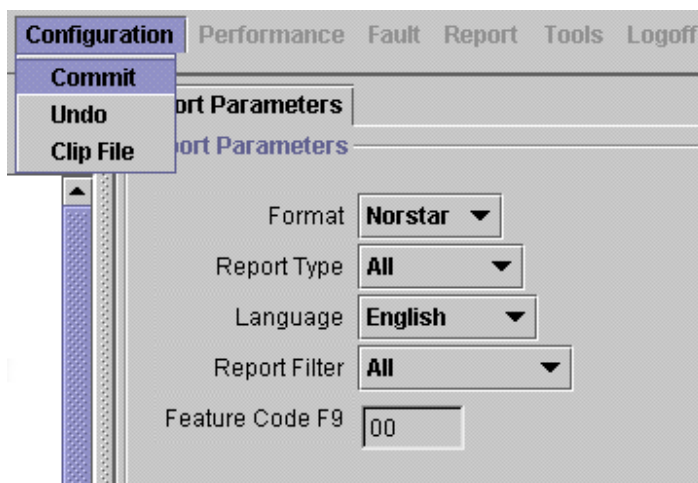 Configuration Performance Fault Report Tools Logoff
Commit
Undo
Clip File
ort Parameters
ort Parameters
Format Norstar
Report Type All
Language English
Report Filter All
Feature Code F9 00